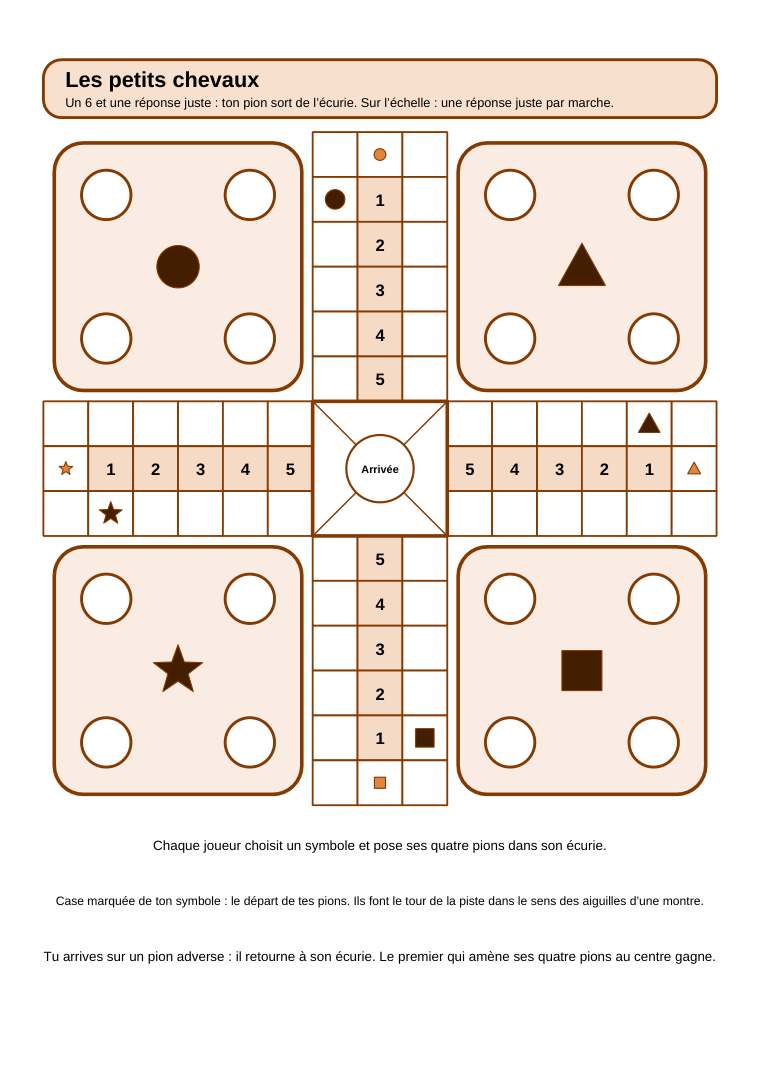 Les petits chevaux
Un 6 et une réponse juste : ton pion sort de l’écurie. Sur l’échelle : une réponse juste par marche.
1
2
3
4
5
1 2 3 4 5 Arrivée 5 4 3 2 1
5
4
3
2
1
Chaque joueur choisit un symbole et pose ses quatre pions dans son écurie.
Case marquée de ton symbole : le départ de tes pions. Ils font le tour de la piste dans le sens des aiguilles d’une montre.
Tu arrives sur un pion adverse : il retourne à son écurie. Le premier qui amène ses quatre pions au centre gagne.